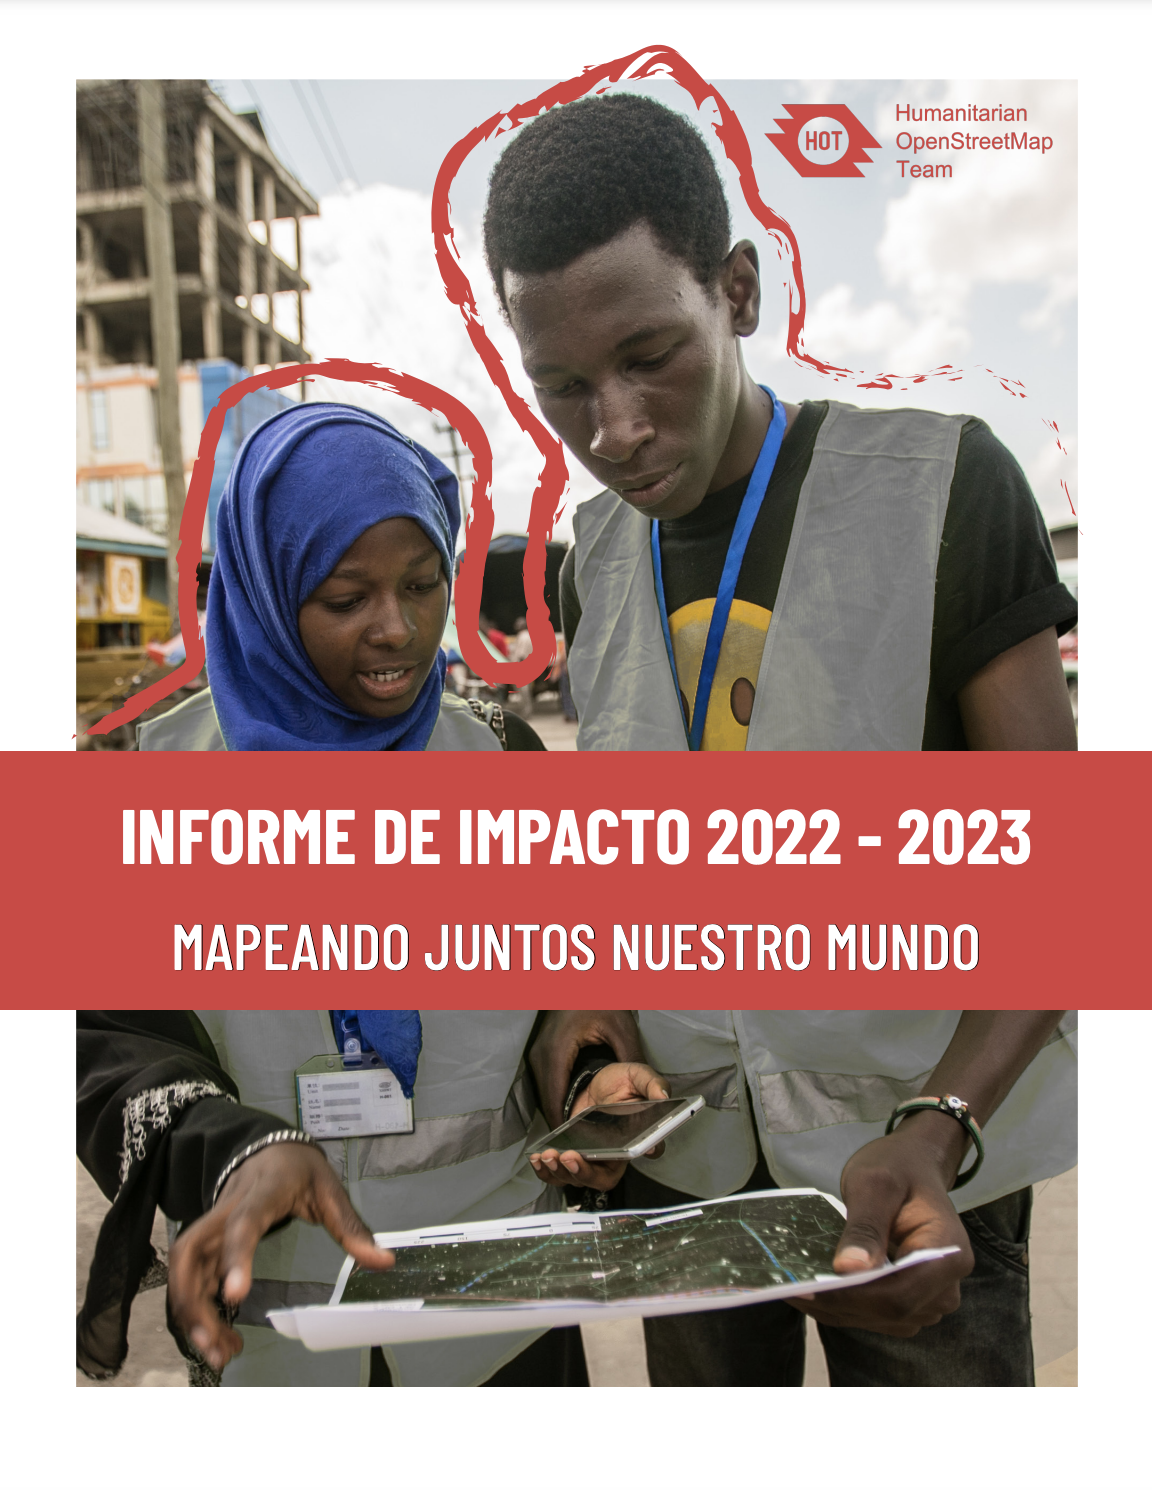 HOT
Humanitarian
OpenStreetMap
Team
INFORME DE IMPACTO 2022 - 2023
MAPEANDO JUNTOS NUESTRO MUNDO